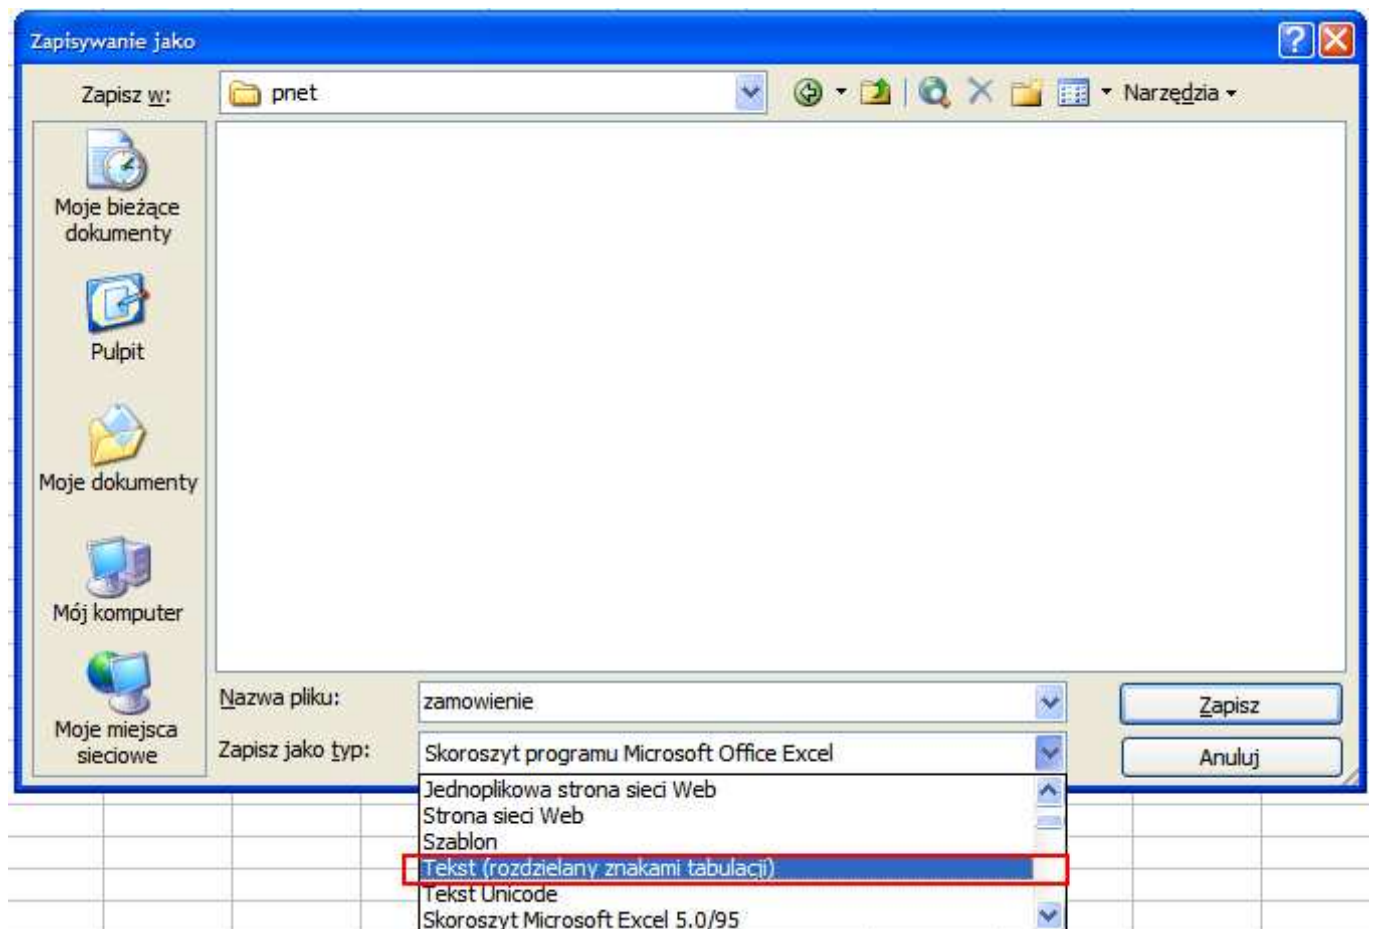 Zapisywanie jako
Zapisz w:
pnet
Narzędzia
Moje bieżące
dokumenty
Pulpit
Moje dokumenty
Mój komputer
Moje miejsca
sieciowe
Nazwa pliku:
zamowienie
Zapisz
Zapisz jako typ:
Skoroszyt programu Microsoft Office Excel
Anuluj
Jednoplikowa strona sieci Web
Strona sieci Web
Szablon
Tekst (rozdzielany znakami tabulacji)
Tekst Unicode
Skoroszyt Microsoft Excel 5.0/95